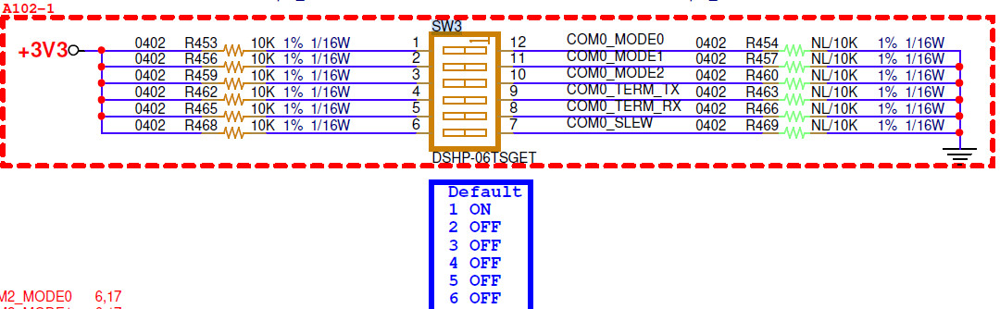 A102-1
SW3
+3V3
0402 R453 10K 1% 1/16W 1 12 COM0_MODE0 0402 R454 NL/10K 1% 1/16W
0402 R456 10K 1% 1/16W 2 11 COM0_MODE1 0402 R457 NL/10K 1% 1/16W
0402 R459 10K 1% 1/16W 3 10 COM0_MODE2 0402 R460 NL/10K 1% 1/16W
0402 R462 10K 1% 1/16W 4 9 COM0_TERM_TX 0402 R463 NL/10K 1% 1/16W
0402 R465 10K 1% 1/16W 5 8 COM0_TERM_RX 0402 R466 NL/10K 1% 1/16W
0402 R468 10K 1% 1/16W 6 7 COM0_SLEW 0402 R469 NL/10K 1% 1/16W
DSHP-06TSGET
Default
1 ON
2 OFF
3 OFF
4 OFF
5 OFF
6 OFF
M2_MODE0 6,17